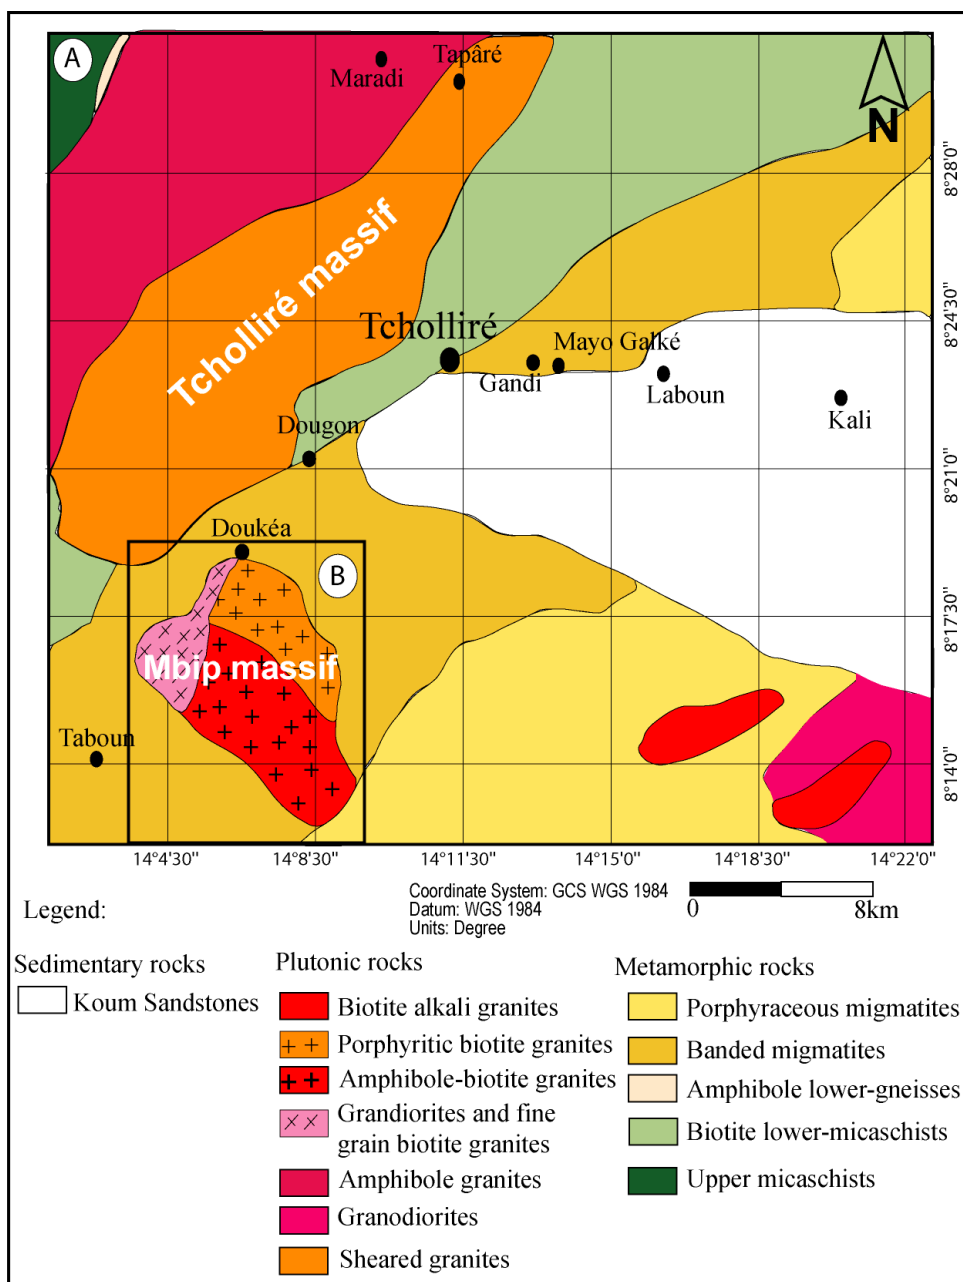 A
Maradi
Tapâré
N
8°28'0"
Tcholliré massif
8°24'30"
Tcholliré
Mayo Galké
Gandi
Laboun
Kali
Dougon
8°21'0"
Doukéa
B
8°17'30"
Mbip massif
Taboun
8°14'0"
14°4'30" 14°8'30" 14°11'30" 14°15'0" 14°18'30" 14°22'0"
Legend:
Coordinate System: GCS WGS 1984
Datum: WGS 1984
Units: Degree
0 8km
Sedimentary rocks
Koum Sandstones
Plutonic rocks
Biotite alkali granites
Porphyritic biotite granites
Amphibole-biotite granites
Grandiorites and fine
grain biotite granites
Amphibole granites
Granodiorites
Sheared granites
Metamorphic rocks
Porphyraceous migmatites
Banded migmatites
Amphibole lower-gneisses
Biotite lower-micaschists
Upper micaschists